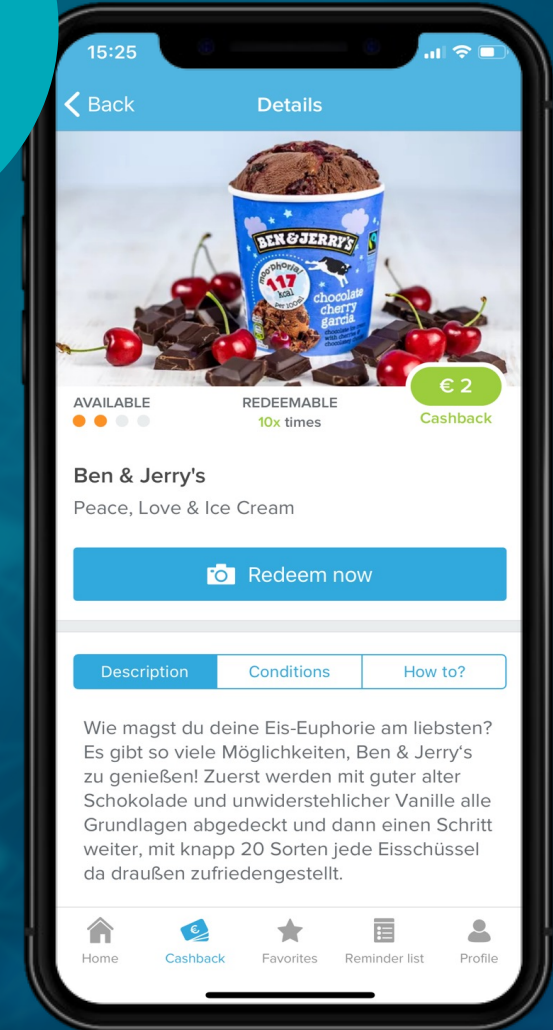 15:25
Back
Details
BEN & JERRY'S
moo-phoria!
117
kcal
per 100ml
chocolate
cherry
garcia
AVAILABLE
REDEEMABLE
10x times
€ 2
Cashback
Ben & Jerry's
Peace, Love & Ice Cream
Redeem now
Description
Conditions
How to?
Wie magst du deine Eis-Euphorie am liebsten?
Es gibt so viele Möglichkeiten, Ben & Jerry‘s
zu genießen! Zuerst werden mit guter alter
Schokolade und unwiderstehlicher Vanille alle
Grundlagen abgedeckt und dann einen Schritt
weiter, mit knapp 20 Sorten jede Eisschüssel
da draußen zufriedengestellt.
€
Home
Cashback
Favorites
Reminder list
Profile